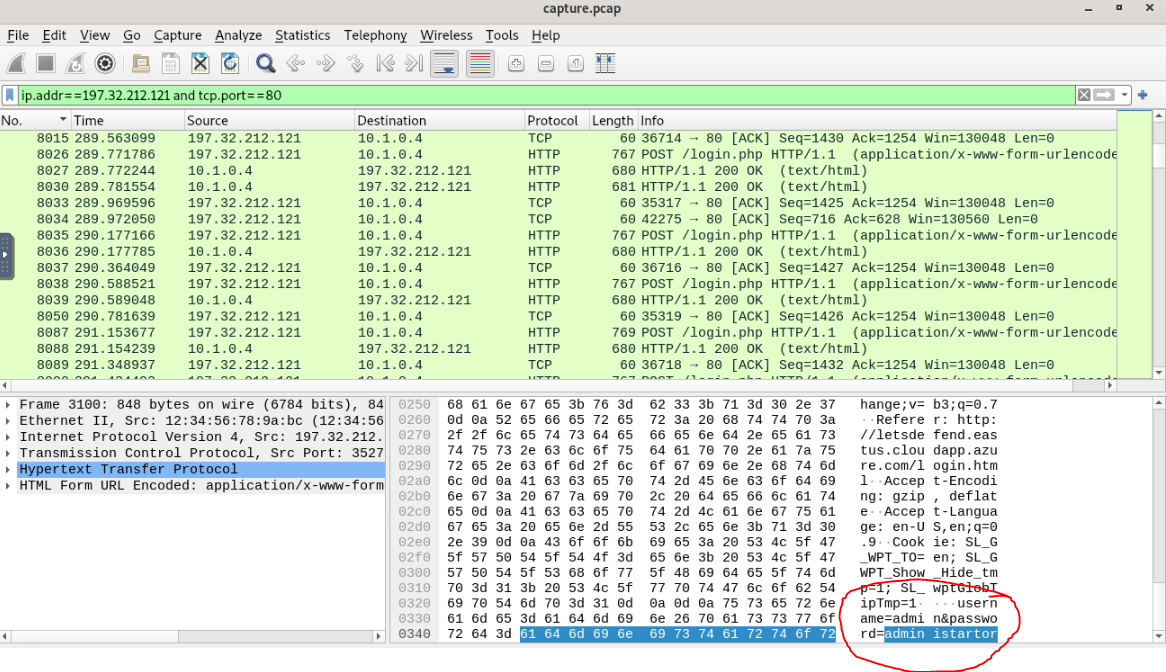 capture.pcap
File Edit View Go Capture Analyze Statistics Telephony Wireless Tools Help
ip.addr==197.32.212.121 and tcp.port==80
No. Time Source Destination Protocol Length Info
8015 289.563099 197.32.212.121 10.1.0.4 TCP 60 36714 → 80 [ACK] Seq=1430 Ack=1254 Win=130048 Len=0
8026 289.771786 197.32.212.121 10.1.0.4 HTTP 767 POST /login.php HTTP/1.1 (application/x-www-form-urlencode
8027 289.772244 10.1.0.4 197.32.212.121 HTTP 680 HTTP/1.1 200 OK (text/html)
8030 289.781554 10.1.0.4 197.32.212.121 HTTP 681 HTTP/1.1 200 OK (text/html)
8033 289.969596 197.32.212.121 10.1.0.4 TCP 60 35317 → 80 [ACK] Seq=1425 Ack=1254 Win=130048 Len=0
8034 289.972050 197.32.212.121 10.1.0.4 TCP 60 42275 → 80 [ACK] Seq=716 Ack=628 Win=130560 Len=0
8035 290.177166 197.32.212.121 10.1.0.4 HTTP 767 POST /login.php HTTP/1.1 (application/x-www-form-urlencode
8036 290.177785 10.1.0.4 197.32.212.121 HTTP 680 HTTP/1.1 200 OK (text/html)
8037 290.364049 197.32.212.121 10.1.0.4 TCP 60 36716 → 80 [ACK] Seq=1427 Ack=1254 Win=130048 Len=0
8038 290.588521 197.32.212.121 10.1.0.4 HTTP 767 POST /login.php HTTP/1.1 (application/x-www-form-urlencode
8039 290.589048 10.1.0.4 197.32.212.121 HTTP 680 HTTP/1.1 200 OK (text/html)
8050 290.781639 197.32.212.121 10.1.0.4 TCP 60 35319 → 80 [ACK] Seq=1426 Ack=1254 Win=130048 Len=0
8087 291.153677 197.32.212.121 10.1.0.4 HTTP 769 POST /login.php HTTP/1.1 (application/x-www-form-urlencode
8088 291.154239 10.1.0.4 197.32.212.121 HTTP 680 HTTP/1.1 200 OK (text/html)
8089 291.348937 197.32.212.121 10.1.0.4 TCP 60 36718 → 80 [ACK] Seq=1432 Ack=1254 Win=130048 Len=0
Frame 3100: 848 bytes on wire (6784 bits), 84
Ethernet II, Src: 12:34:56:78:9a:bc (12:34:56
Internet Protocol Version 4, Src: 197.32.212.
Transmission Control Protocol, Src Port: 3527
Hypertext Transfer Protocol
HTML Form URL Encoded: application/x-www-form
0250 68 61 6e 67 65 3b 76 3d 62 33 3b 71 3d 30 2e 37 hange;v= b3;q=0.7
0260 0d 0a 52 65 66 65 72 65 72 3a 20 68 74 74 70 3a ··Refere r: http:
0270 2f 2f 6c 65 74 73 64 65 66 65 6e 64 2e 65 61 73 //letsde fend.eas
0280 74 75 73 2e 63 6c 6f 75 64 61 70 70 2e 61 7a 75 tus.clou dapp.azu
0290 72 65 2e 63 6f 6d 2f 6c 6f 67 69 6e 2e 68 74 6d re.com/l ogin.htm
02a0 6c 0d 0a 41 63 63 65 70 74 2d 45 6e 63 6f 64 69 l··Accep t-Encodi
02b0 6e 67 3a 20 67 7a 69 70 2c 20 64 65 66 6c 61 74 ng: gzip , deflat
02c0 65 0d 0a 41 63 63 65 70 74 2d 4c 61 6e 67 75 61 e··Accep t-Langua
02d0 67 65 3a 20 65 6e 2d 55 53 2c 65 6e 3b 71 3d 30 ge: en-U S,en;q=0
02e0 2e 39 0d 0a 43 6f 6f 6b 69 65 3a 20 53 4c 5f 47 .9··Cook ie: SL_G
02f0 5f 57 50 54 5f 54 4f 3d 65 6e 3b 20 53 4c 5f 47 _WPT_TO= en; SL_G
0300 57 50 54 5f 53 68 6f 77 5f 48 69 64 65 5f 74 6d WPT_Show _Hide_tm
0310 70 3d 31 3b 20 53 4c 5f 77 70 74 47 6c 6f 62 54 p=1; SL_ wptGlobT
0320 69 70 54 6d 70 3d 31 0d 0a 0d 0a 75 73 65 72 6e ipTmp=1· ···usern
0330 61 6d 65 3d 61 64 6d 69 6e 26 70 61 73 73 77 6f ame=admi n&passwo
0340 72 64 3d 61 64 6d 69 6e 69 73 74 61 72 74 6f 72 rd=admin istartor